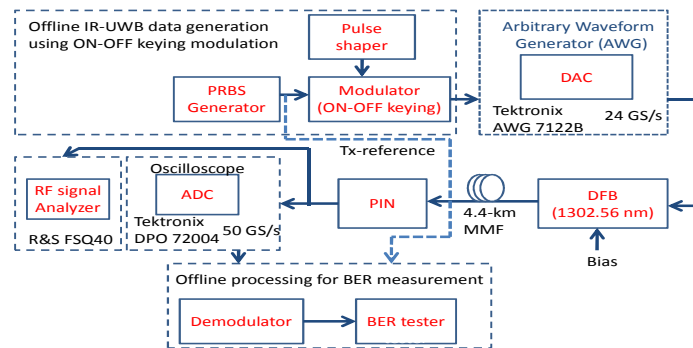 Offline IR-UWB data generation
using ON-OFF keying modulation
Pulse
shaper
PRBS
Generator
Modulator
(ON-OFF keying)
Arbitrary Waveform
Generator (AWG)
DAC
Tektronix
AWG 7122B
24 GS/s
Tx-reference
RF signal
Analyzer
R&S FSQ40
Oscilloscope
ADC
Tektronix
DPO 72004
50 GS/s
PIN
4.4-km
MMF
DFB
(1302.56 nm)
Bias
Offline processing for BER measurement
Demodulator
BER tester